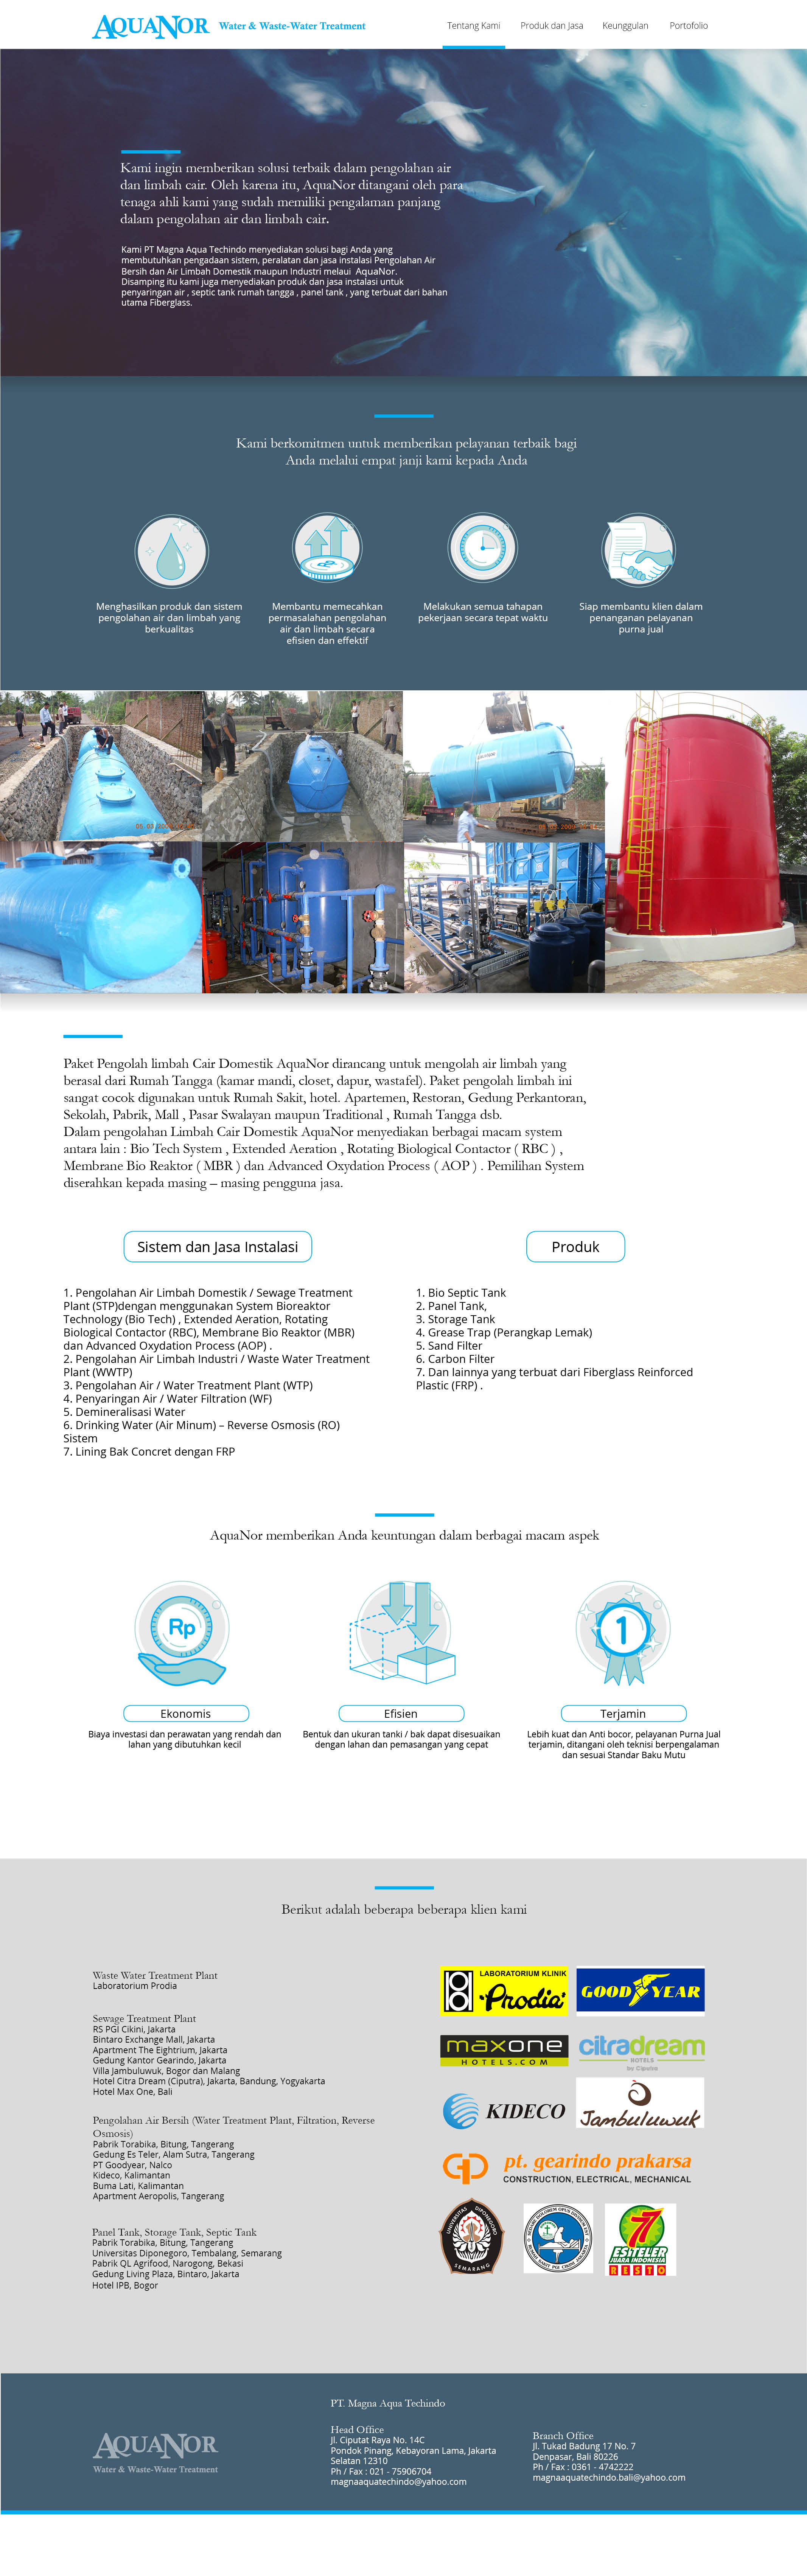 AQUANOR Water & Waste-Water Treatment
Tentang Kami Produk dan Jasa Keunggulan Portofolio
Kami ingin memberikan solusi terbaik dalam pengolahan air
dan limbah cair. Oleh karena itu, AquaNor ditangani oleh para
tenaga ahli kami yang sudah memiliki pengalaman panjang
dalam pengolahan air dan limbah cair.
Kami PT Magna Aqua Techindo menyediakan solusi bagi Anda yang
membutuhkan pengadaan sistem, peralatan dan jasa instalasi Pengolahan Air
Bersih dan Air Limbah Domestik maupun Industri melaui AquaNor.
Disamping itu kami juga menyediakan produk dan jasa instalasi untuk
penyaringan air , septic tank rumah tangga , panel tank , yang terbuat dari bahan
utama Fiberglass.
Kami berkomitmen untuk memberikan pelayanan terbaik bagi
Anda melalui empat janji kami kepada Anda
Menghasilkan produk dan sistem
pengolahan air dan limbah yang
berkualitas
Membantu memecahkan
permasalahan pengolahan
air dan limbah secara
efisien dan effektif
Melakukan semua tahapan
pekerjaan secara tepat waktu
Siap membantu klien dalam
penanganan pelayanan
purna jual
Paket Pengolah limbah Cair Domestik AquaNor dirancang untuk mengolah air limbah yang
berasal dari Rumah Tangga (kamar mandi, closet, dapur, wastafel). Paket pengolah limbah ini
sangat cocok digunakan untuk Rumah Sakit, hotel. Apartemen, Restoran, Gedung Perkantoran,
Sekolah, Pabrik, Mall , Pasar Swalayan maupun Traditional , Rumah Tangga dsb.
Dalam pengolahan Limbah Cair Domestik AquaNor menyediakan berbagai macam system
antara lain : Bio Tech System , Extended Aeration , Rotating Biological Contactor ( RBC ) ,
Membrane Bio Reaktor ( MBR ) dan Advanced Oxydation Process ( AOP ) . Pemilihan System
diserahkan kepada masing – masing pengguna jasa.
Sistem dan Jasa Instalasi
1. Pengolahan Air Limbah Domestik / Sewage Treatment
Plant (STP)dengan menggunakan System Bioreaktor
Technology (Bio Tech) , Extended Aeration, Rotating
Biological Contactor (RBC), Membrane Bio Reaktor (MBR)
dan Advanced Oxydation Process (AOP) .
2. Pengolahan Air Limbah Industri / Waste Water Treatment
Plant (WWTP)
3. Pengolahan Air / Water Treatment Plant (WTP)
4. Penyaringan Air / Water Filtration (WF)
5. Demineralisasi Water
6. Drinking Water (Air Minum) – Reverse Osmosis (RO)
Sistem
7. Lining Bak Concret dengan FRP
Produk
1. Bio Septic Tank
2. Panel Tank,
3. Storage Tank
4. Grease Trap (Perangkap Lemak)
5. Sand Filter
6. Carbon Filter
7. Dan lainnya yang terbuat dari Fiberglass Reinforced
Plastic (FRP) .
AquaNor memberikan Anda keuntungan dalam berbagai macam aspek
Rp
Ekonomis
Biaya investasi dan perawatan yang rendah dan
lahan yang dibutuhkan kecil
Efisien
Bentuk dan ukuran tanki / bak dapat disesuaikan
dengan lahan dan pemasangan yang cepat
1
Terjamin
Lebih kuat dan Anti bocor, pelayanan Purna Jual
terjamin, ditangani oleh teknisi berpengalaman
dan sesuai Standar Baku Mutu
Berikut adalah beberapa beberapa klien kami
Waste Water Treatment Plant
Laboratorium Prodia
Sewage Treatment Plant
RS PGI Cikini, Jakarta
Bintaro Exchange Mall, Jakarta
Apartment The Eightrium, Jakarta
Gedung Kantor Gearindo, Jakarta
Villa Jambuluwuk, Bogor dan Malang
Hotel Citra Dream (Ciputra), Jakarta, Bandung, Yogyakarta
Hotel Max One, Bali
Pengolahan Air Bersih (Water Treatment Plant, Filtration, Reverse
Osmosis)
Pabrik Torabika, Bitung, Tangerang
Gedung Es Teler, Alam Sutra, Tangerang
PT Goodyear, Nalco
Kideco, Kalimantan
Buma Lati, Kalimantan
Apartment Aeropolis, Tangerang
Panel Tank, Storage Tank, Septic Tank
Pabrik Torabika, Bitung, Tangerang
Universitas Diponegoro, Tembalang, Semarang
Pabrik QL Agrifood, Narogong, Bekasi
Gedung Living Plaza, Bintaro, Jakarta
Hotel IPB, Bogor
LABORATORIUM KLINIK
Prodia
GOODYEAR
maxone
HOTELS.COM
citradream
HOTELS
by Ciputra
KIDECO
Jambuluwuk
pt. gearindo prakarsa
CONSTRUCTION, ELECTRICAL, MECHANICAL
UNIVERSITAS DIPONEGORO
SEMARANG
77
ESTELER
JUARA INDONESIA
RESTO
AQUANOR
Water & Waste-Water Treatment
PT. Magna Aqua Techindo
Head Office
Jl. Ciputat Raya No. 14C
Pondok Pinang, Kebayoran Lama, Jakarta
Selatan 12310
Ph / Fax : 021 - 75906704
magnaaquatechindo@yahoo.com
Branch Office
Jl. Tukad Badung 17 No. 7
Denpasar, Bali 80226
Ph / Fax : 0361 - 4742222
magnaaquatechindo.bali@yahoo.com